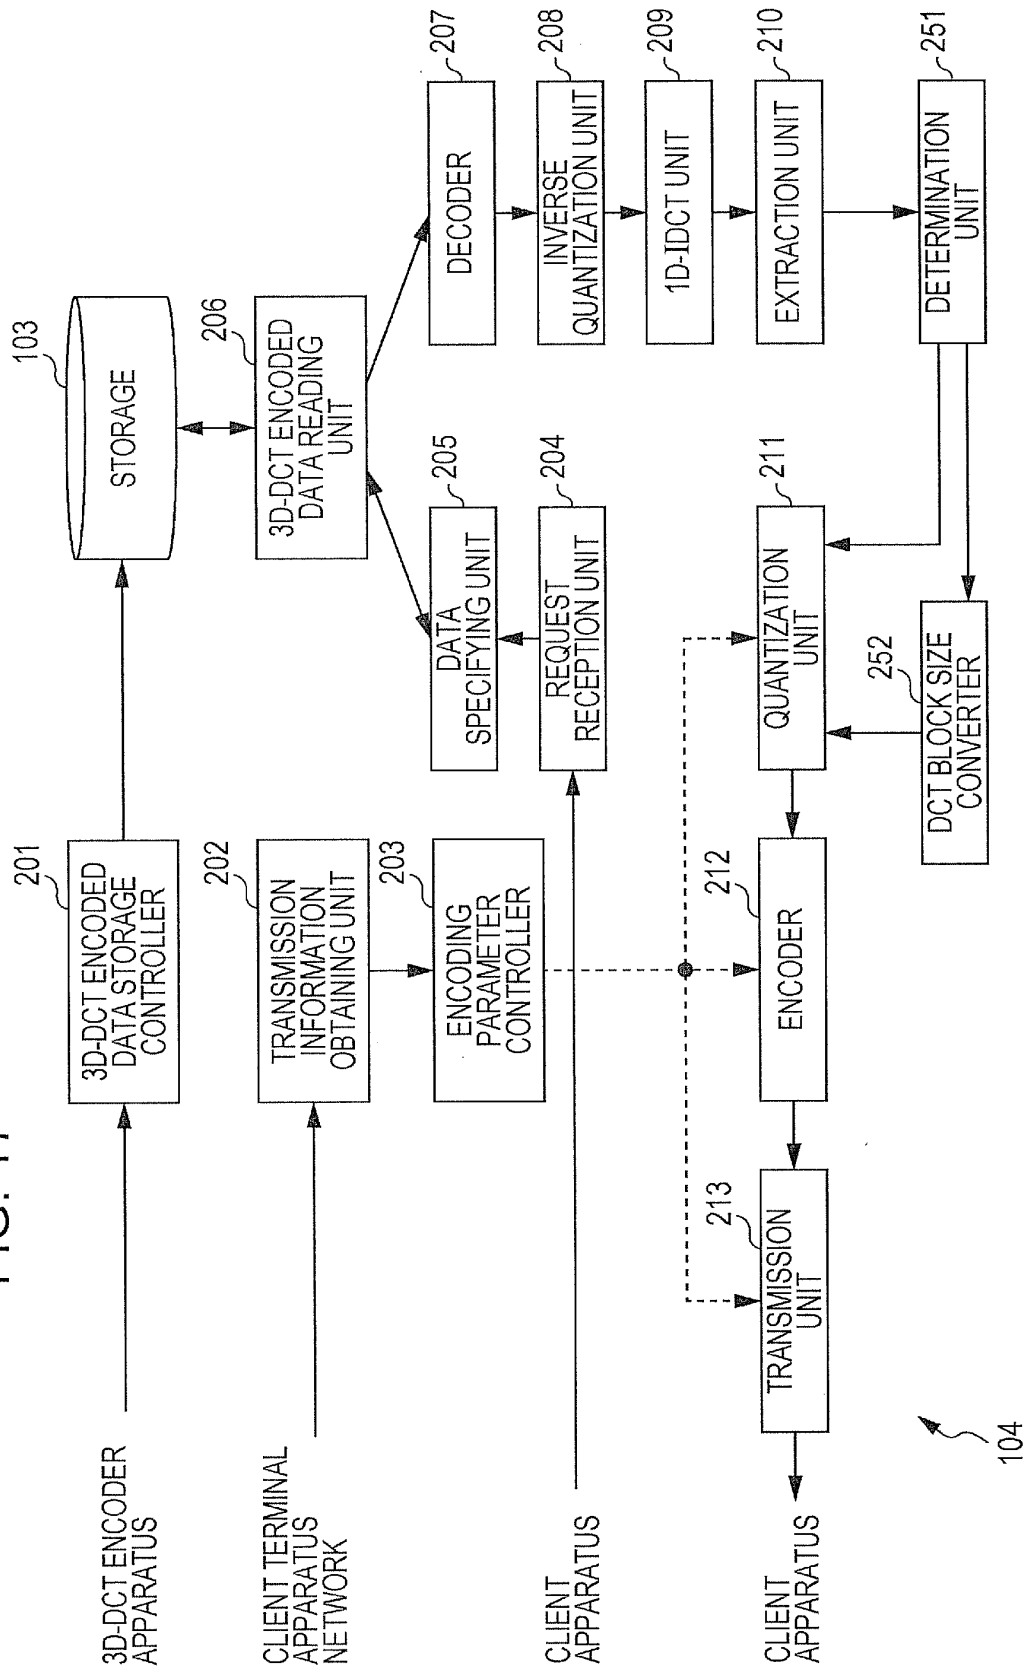 FIG.
3D-DCT ENCODER
APPARATUS
201
3D-DCT ENCODED
DATA STORAGE
CONTROLLER
103
STORAGE
CLIENT TERMINAL
APPARATUS
NETWORK
202
TRANSMISSION
INFORMATION
OBTAINING UNIT
206
3D-DCT ENCODED
DATA READING
UNIT
203
ENCODING
PARAMETER
CONTROLLER
205
DATA
SPECIFYING UNIT
207
DECODER
CLIENT
APPARATUS
204
REQUEST
RECEPTION UNIT
208
INVERSE
QUANTIZATION UNIT
209
1D-IDCT UNIT
CLIENT
APPARATUS
213
TRANSMISSION
UNIT
212
ENCODER
211
QUANTIZATION
UNIT
210
EXTRACTION UNIT
252
DCT BLOCK SIZE
CONVERTER
251
DETERMINATION
UNIT
104